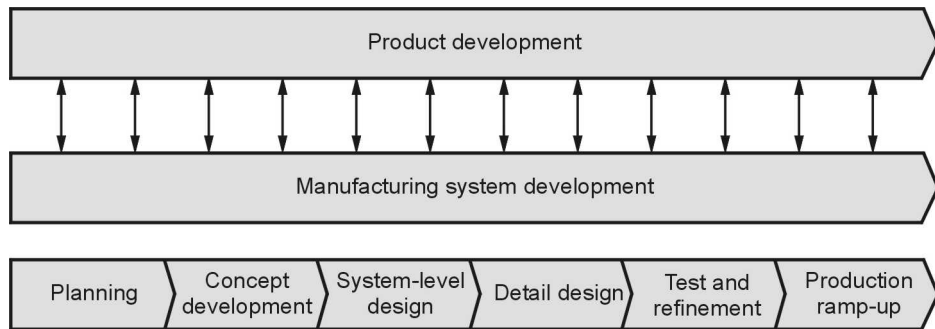 Product development
Manufacturing system development
Planning
Concept
development
System-level
design
Detail design
Test and
refinement
Production
ramp-up